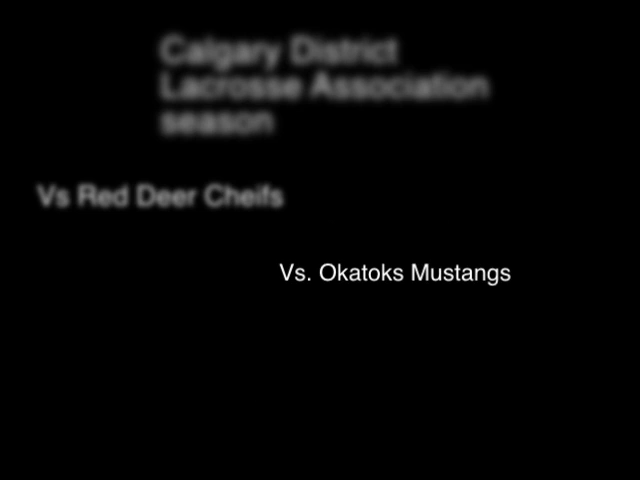 Calgary District
Lacrosse Association
season
Vs Red Deer Cheifs
Vs. Okatoks Mustangs